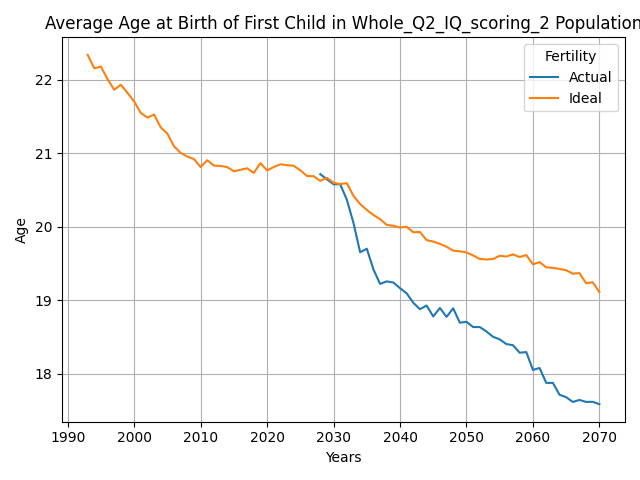 Average Age at Birth of First Child in Whole_Q2_IQ_scoring_2 Population
Fertility
Actual
Ideal
22
21
20
19
18
Age
1990
2000
2010
2020
2030
2040
2050
2060
2070
Years